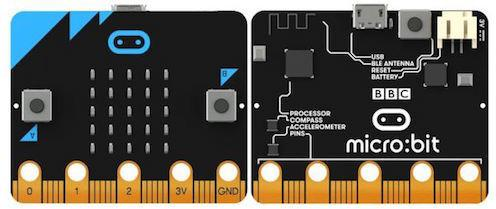 B
A
0 1 2 3V GND
3V
USB
BLE ANTENNA
RESET
BATTERY
BBC
PROCESSOR
COMPASS
ACCELEROMETER
PINS
micro:bit